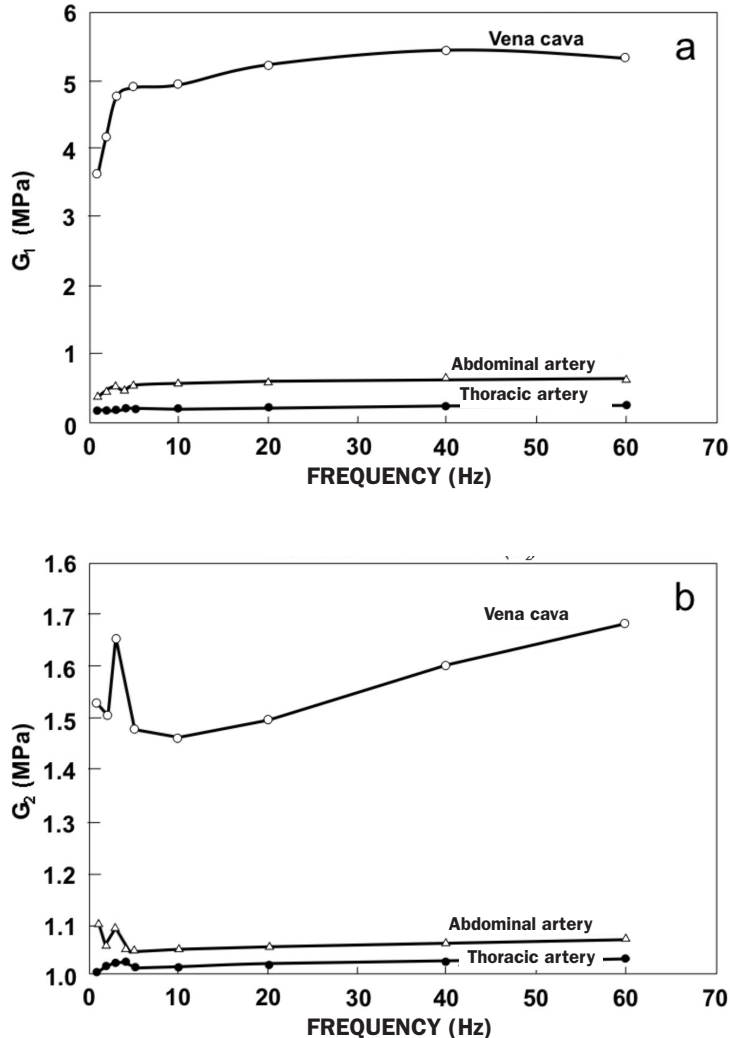 6
Vena cava
a
5
4
G₁ (MPa)
3
2
1
Abdominal artery
Thoracic artery
0
0 10 20 30 40 50 60 70
FREQUENCY (Hz)
1.6
b
1.7
Vena cava
1.6
1.5
G₂ (MPa)
1.4
1.3
1.2
1.1
Abdominal artery
Thoracic artery
1.0
0 10 20 30 40 50 60 70
FREQUENCY (Hz)